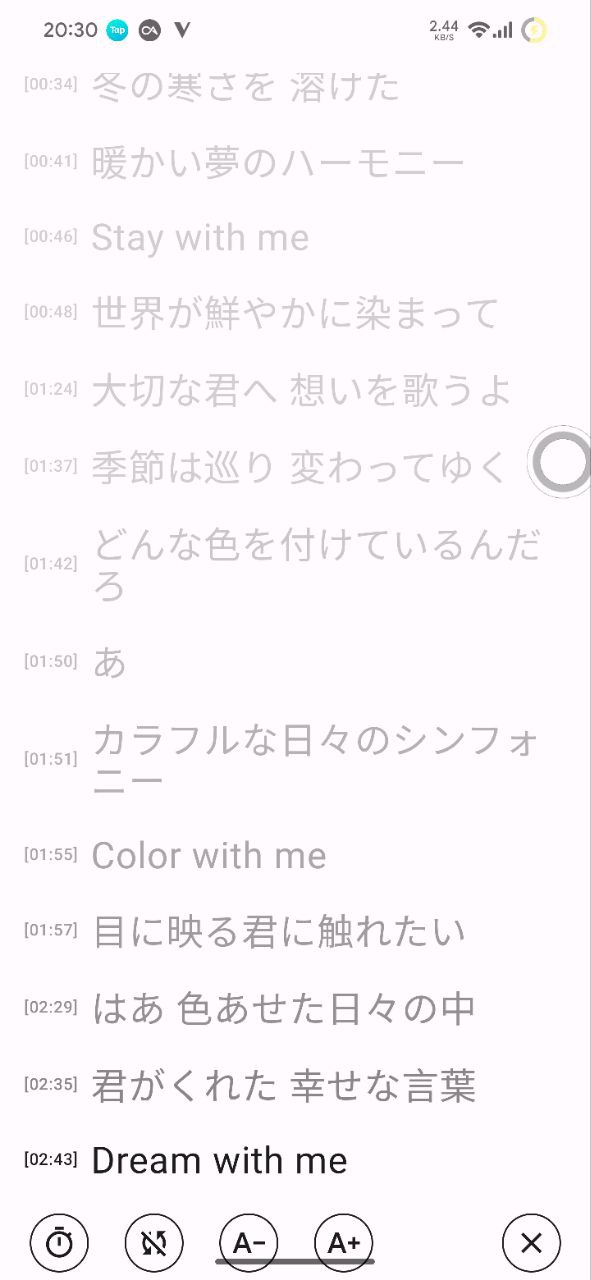 20:30 Tap 2.44 KB/S
[00:34] 冬の寒さを 溶けた
[00:41] 暖かい夢のハーモニー
[00:46] Stay with me
[00:48] 世界が鮮やかに染まって
[01:24] 大切な君へ 想いを歌うよ
[01:37] 季節は巡り 変わってゆく
[01:42] どんな色を付けているんだ
ろ
[01:50] あ
[01:51] カラフルな日々のシンフォ
ニー
[01:55] Color with me
[01:57] 目に映る君に触れたい
[02:29] はあ 色あせた日々の中
[02:35] 君がくれた 幸せな言葉
[02:43] Dream with me
A− A+